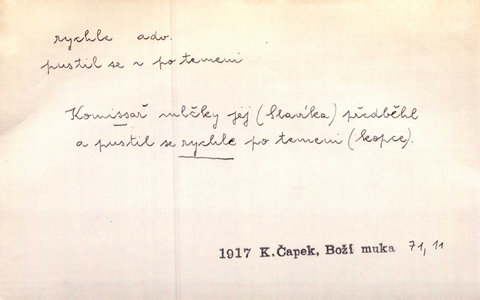 rychle adv.
pustil se r po temeni
Komissař mlčky jej (Slavíka) předběhl
a pustil se rychle po temeni (kopce).
1917 K.Čapek, Boží muka 71, 11